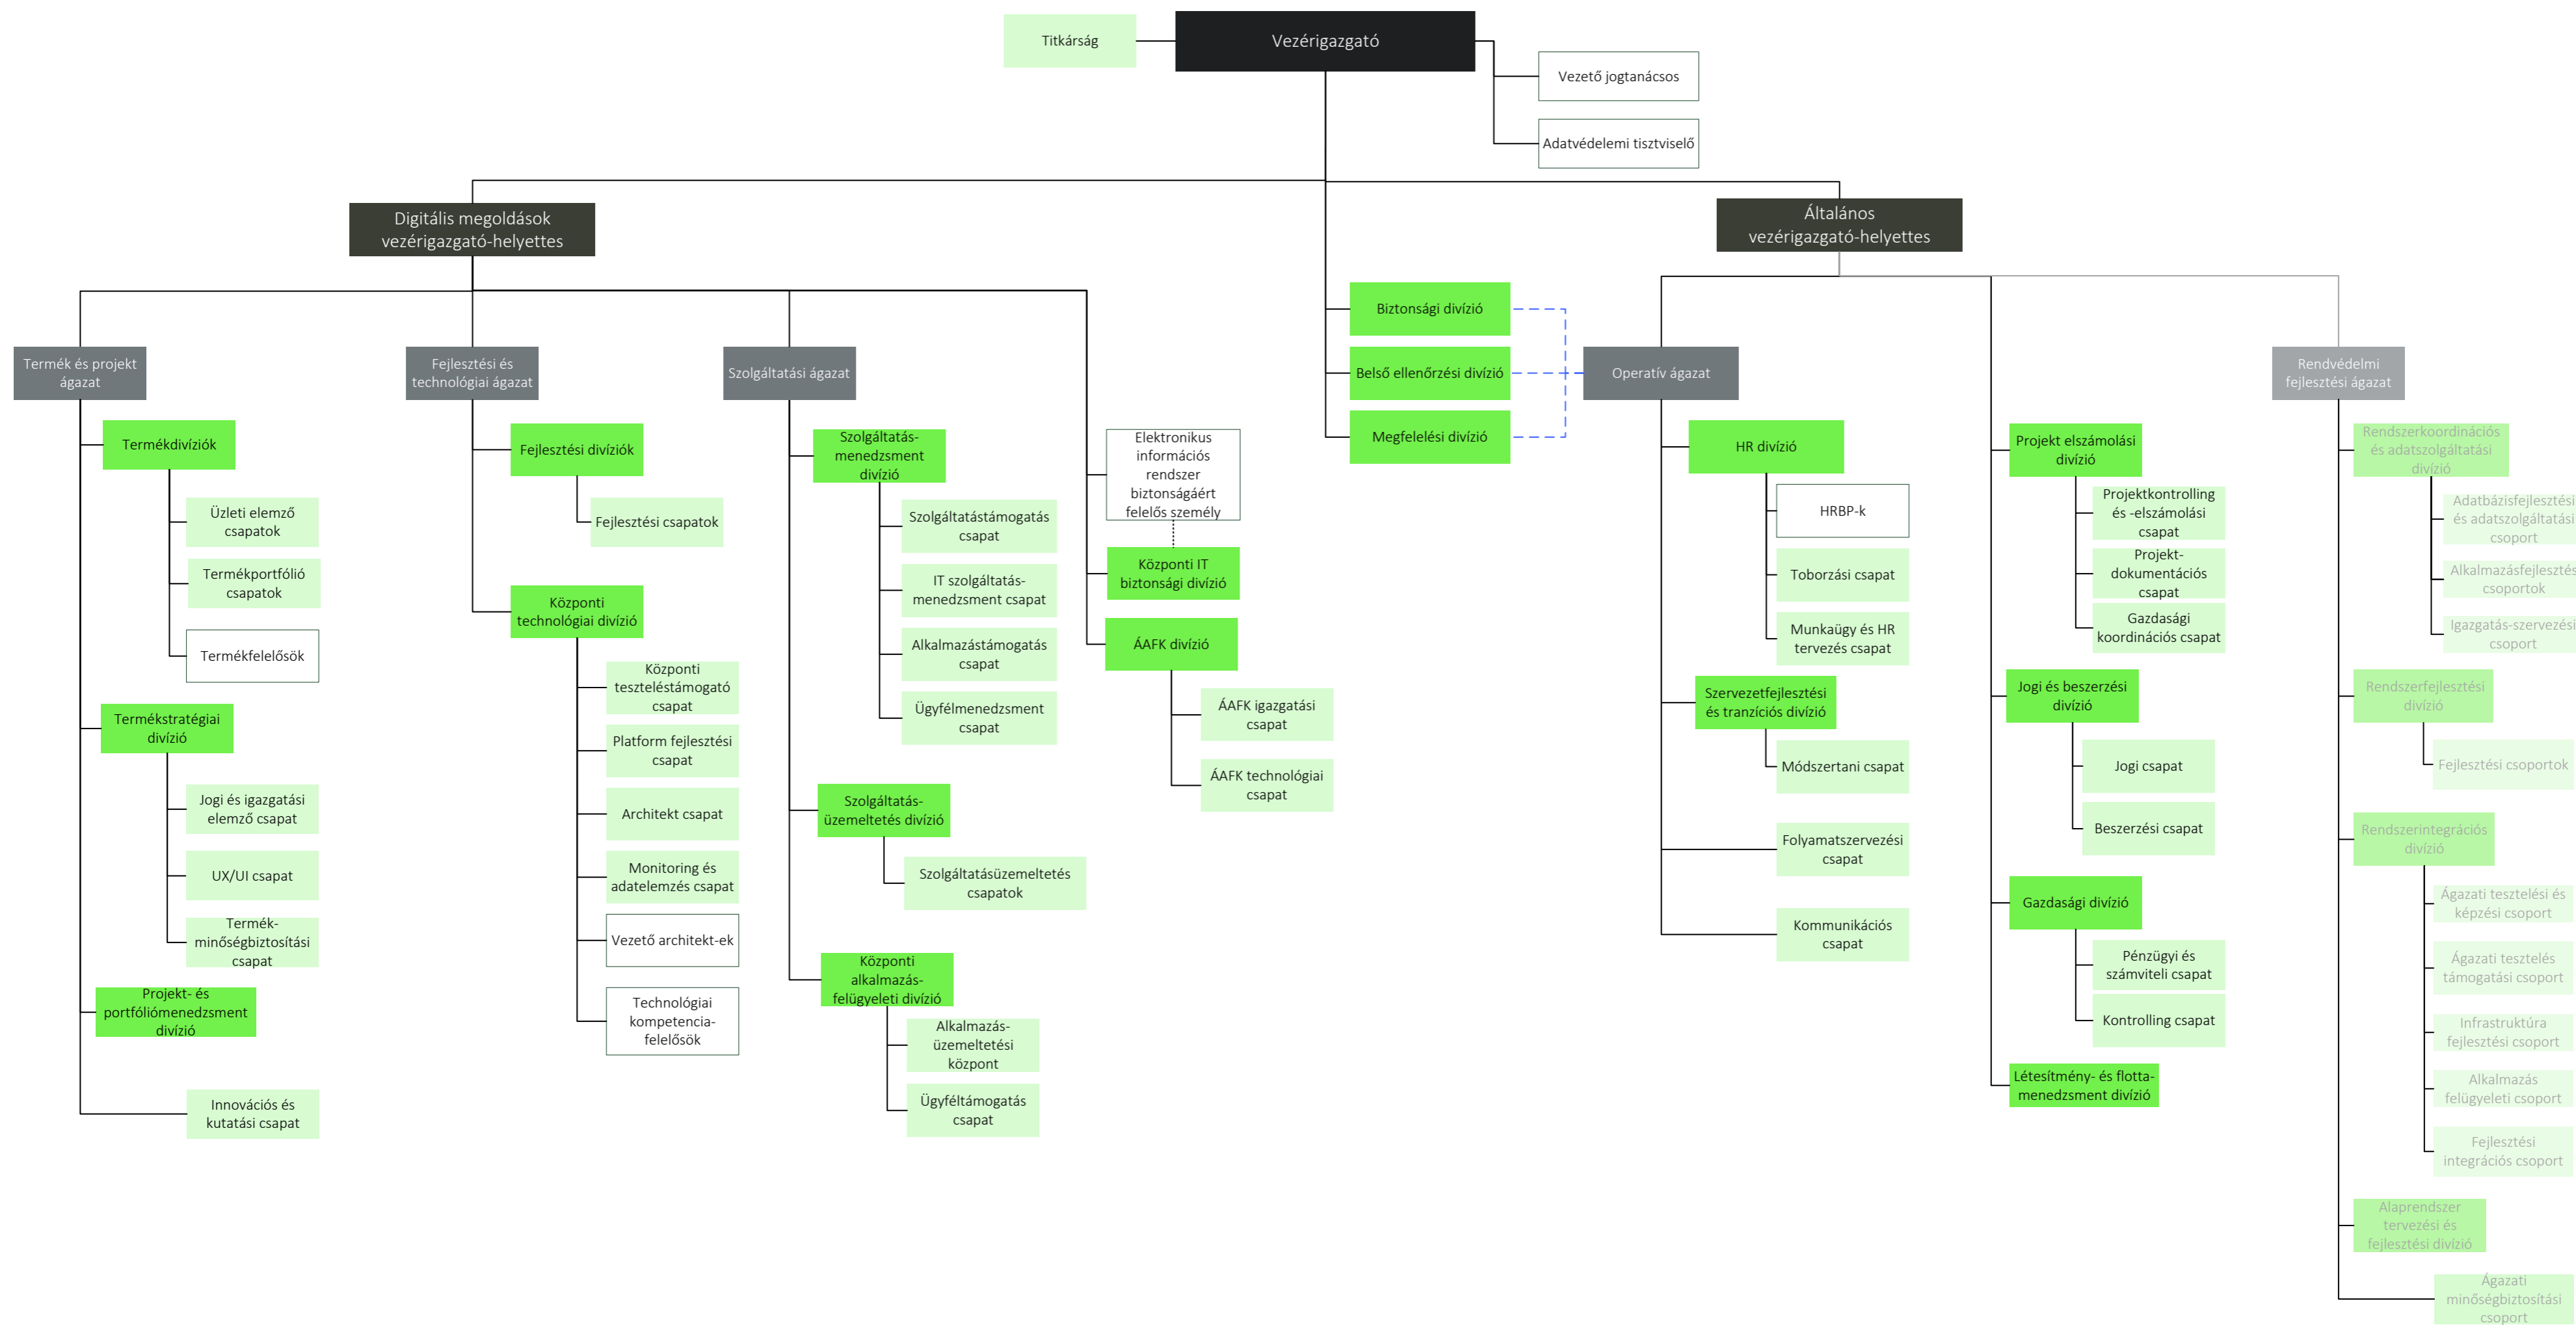 Titkárság
Vezérigazgató
Vezető jogtanácsos
Adatvédelemi tisztviselő
Digitális megoldások
vezérigazgató-helyettes
Általános
vezérigazgató-helyettes
Biztonsági divízió
Belső ellenőrzési divízió
Megfelelési divízió
Termék és projekt
ágazat
Termékdivíziók
Üzleti elemző
csapatok
Termékportfólió
csapatok
Termékfelelősök
Termékstratégiai
divízió
Jogi és igazgatási
elemző csapat
UX/UI csapat
Termék-
minőségbiztosítási
csapat
Projekt- és
portfóliómenedzsment
divízió
Innovációs és
kutatási csapat
Fejlesztési és
technológiai ágazat
Fejlesztési divíziók
Fejlesztési csapatok
Központi
technológiai divízió
Központi
teszteléstámogató
csapat
Platform fejlesztési
csapat
Architekt csapat
Monitoring és
adatelemzés csapat
Vezető architekt-ek
Technológiai
kompetencia-
felelősök
Szolgáltatási ágazat
Szolgáltatás-
menedzsment
divízió
Szolgáltatástámogatás
csapat
IT szolgáltatás-
menedzsment csapat
Alkalmazástámogatás
csapat
Ügyfélmenedzsment
csapat
Szolgáltatás-
üzemeltetés divízió
Szolgáltatásüzemeltetés
csapatok
Központi
alkalmazás-
felügyeleti divízió
Alkalmazás-
üzemeltetési
központ
Ügyféltámogatás
csapat
Elektronikus
információs
rendszer
biztonságáért
felelős személy
Központi IT
biztonsági divízió
ÁAFK divízió
ÁAFK igazgatási
csapat
ÁAFK technológiai
csapat
Operatív ágazat
HR divízió
HRBP-k
Toborzási csapat
Munkaügy és HR
tervezés csapat
Szervezetfejlesztési
és tranzíciós divízió
Módszertani csapat
Folyamatszervezési
csapat
Kommunikációs
csapat
Projekt elszámolási
divízió
Projektkontrolling
és -elszámolási
csapat
Projekt-
dokumentációs
csapat
Gazdasági
koordinációs csapat
Jogi és beszerzési
divízió
Jogi csapat
Beszerzési csapat
Gazdasági divízió
Pénzügyi és
számviteli csapat
Kontrolling csapat
Létesítmény- és flotta-
menedzsment divízió
Rendvédelmi
fejlesztési ágazat
Rendszerkoordinációs
és adatszolgáltatási
divízió
Adatbázisfejlesztési
és adatszolgáltatási
csoport
Alkalmazásfejlesztés
csoportok
Igazgatás-szervezési
csoport
Rendszerfejlesztési
divízió
Fejlesztési csoportok
Rendszerintegrációs
divízió
Ágazati tesztelési és
képzési csoport
Ágazati tesztelés
támogatási csoport
Infrastruktúra
fejlesztési csoport
Alkalmazás
felügyeleti csoport
Fejlesztési
integrációs csoport
Alaprendszer
tervezési és
fejlesztési divízió
Ágazati
minőségbiztosítási
csoport